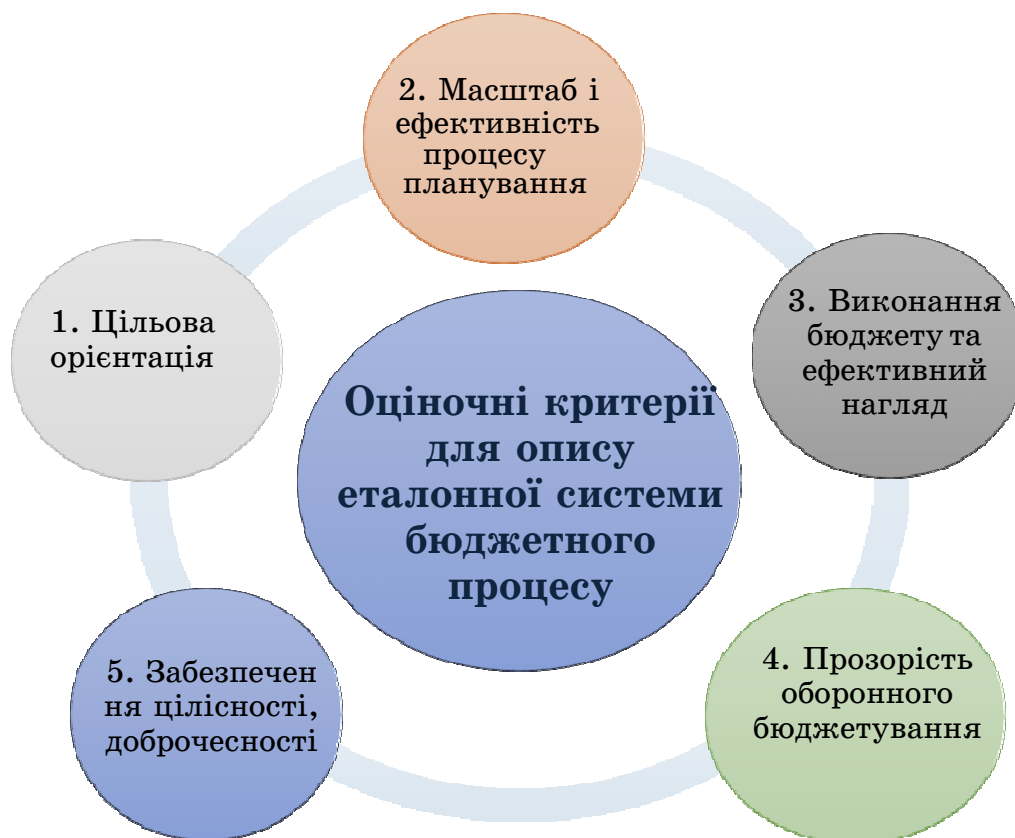 2. Масштаб і
ефективність
процесу
планування
1. Цільова
орієнтація
3. Виконання
бюджету та
ефективний
нагляд
Оціночні критерії
для опису
еталонної системи
бюджетного
процесу
5. Забезпечен
ня цілісності,
доброчесності
4. Прозорість
оборонного
бюджетування